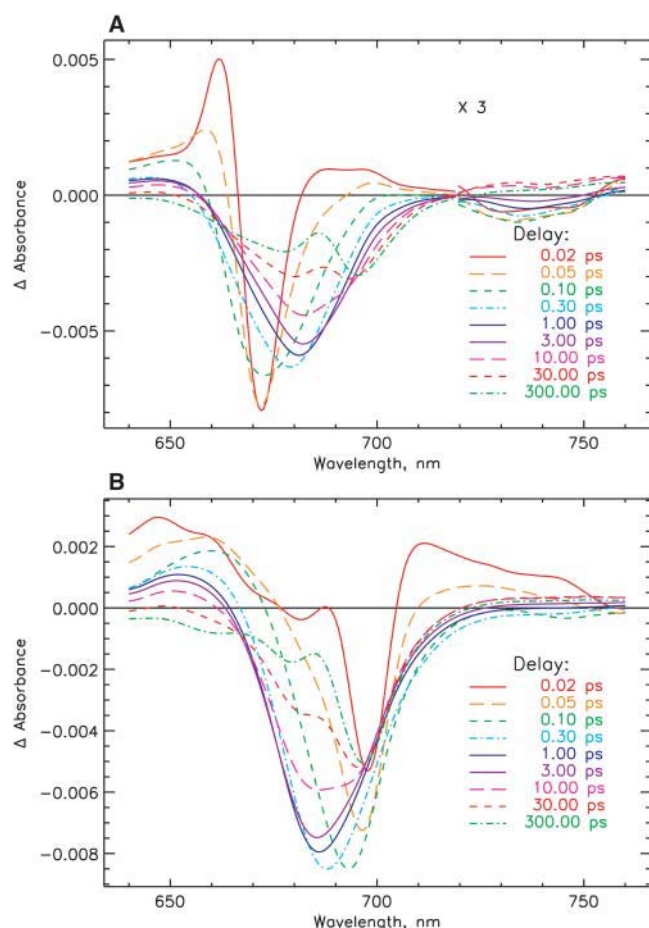 A
0.005
0.000
-0.005
Δ Absorbance
X 3
Delay:
0.02 ps
0.05 ps
0.10 ps
0.30 ps
1.00 ps
3.00 ps
10.00 ps
30.00 ps
300.00 ps
650 700 750
Wavelength, nm
B
0.002
0.000
-0.002
-0.004
-0.006
-0.008
Δ Absorbance
Delay:
0.02 ps
0.05 ps
0.10 ps
0.30 ps
1.00 ps
3.00 ps
10.00 ps
30.00 ps
300.00 ps
650 700 750
Wavelength, nm